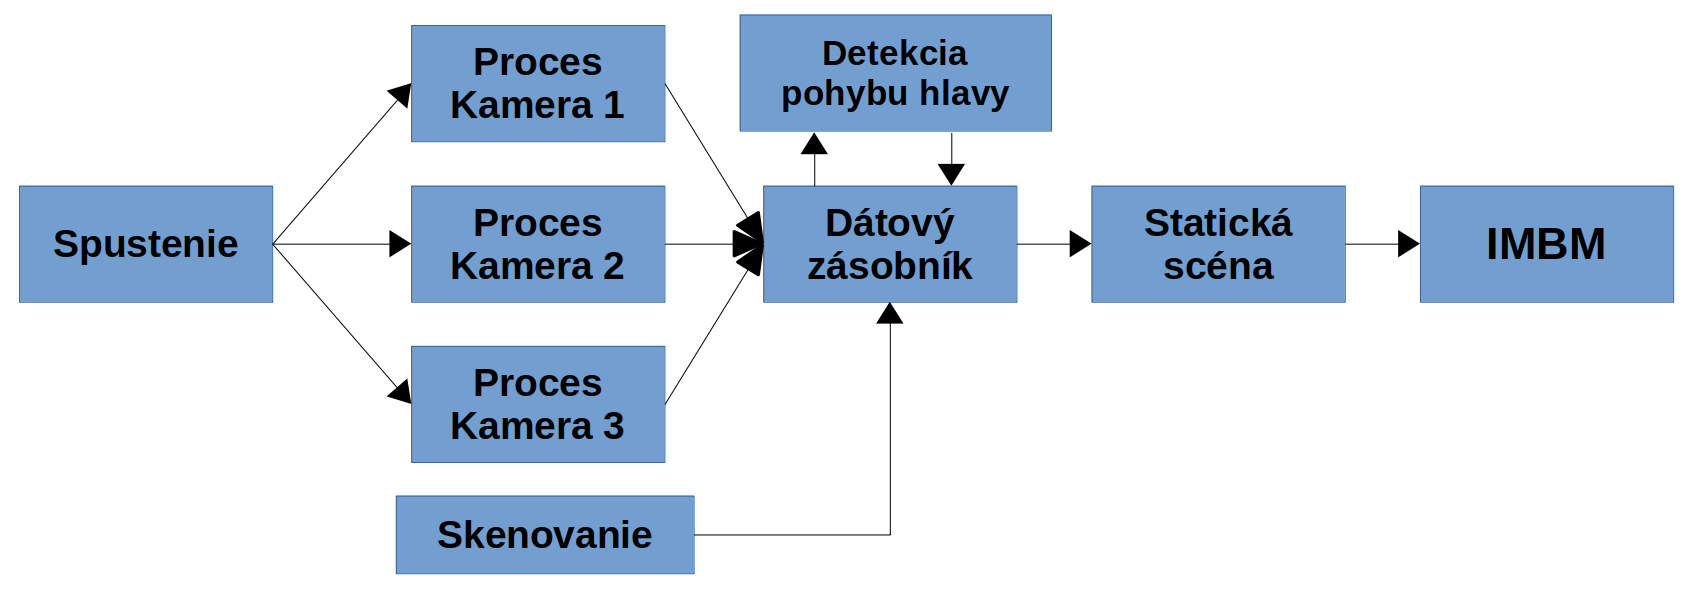 Spustenie
Proces
Kamera 1
Proces
Kamera 2
Proces
Kamera 3
Skenovanie
Detekcia
pohybu hlavy
Dátový
zásobník
Statická
scéna
IMBM